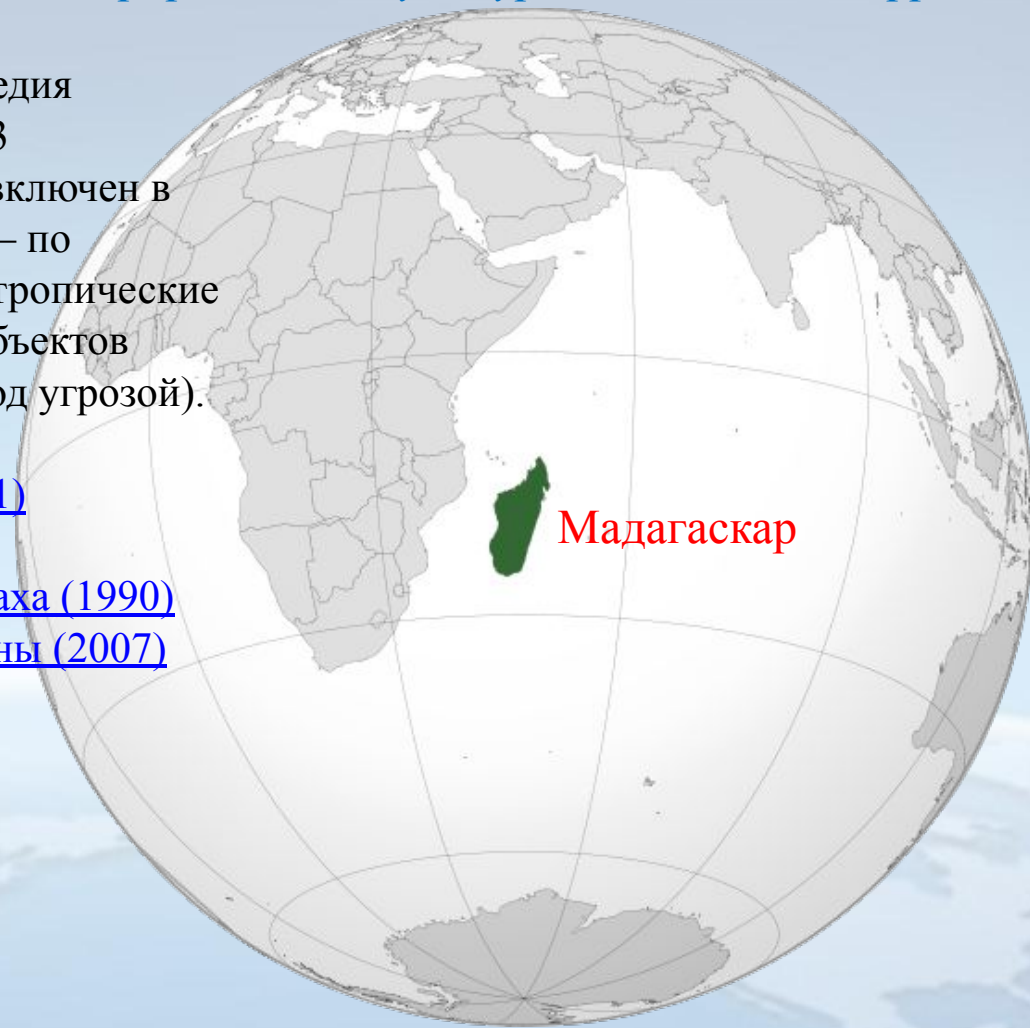 едия
3
включен в
– по
тропические
бъектов
од угрозой).
1)
аха (1990)
ны (2007)
Мадагаскар